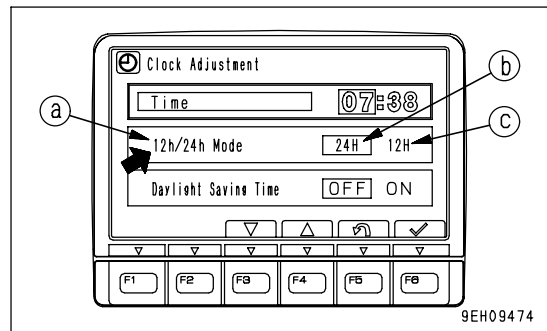 Clock Adjustment
Time 07:38
12h/24h Mode 24H 12H
Daylight Saving Time OFF ON
F1 F2 F3 F4 F5 F6
a
b
c
9EH09474